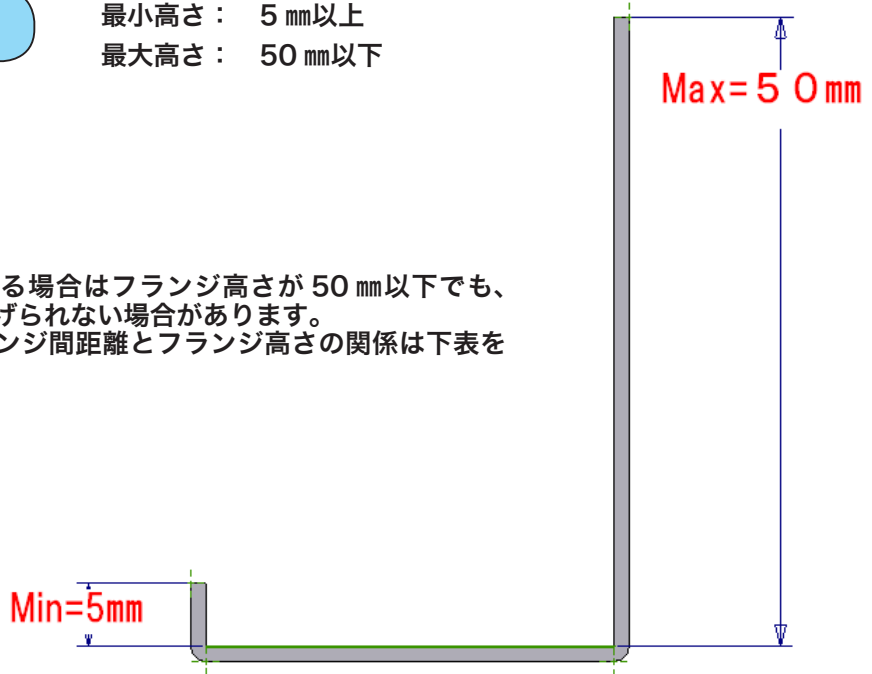 最小高さ： 5 ㎜以上
最大高さ： 50 ㎜以下
Max=５０mm
る場合はフランジ高さが 50 ㎜以下でも、
げられない場合があります。
ンジ間距離とフランジ高さの関係は下表を
Min=5mm